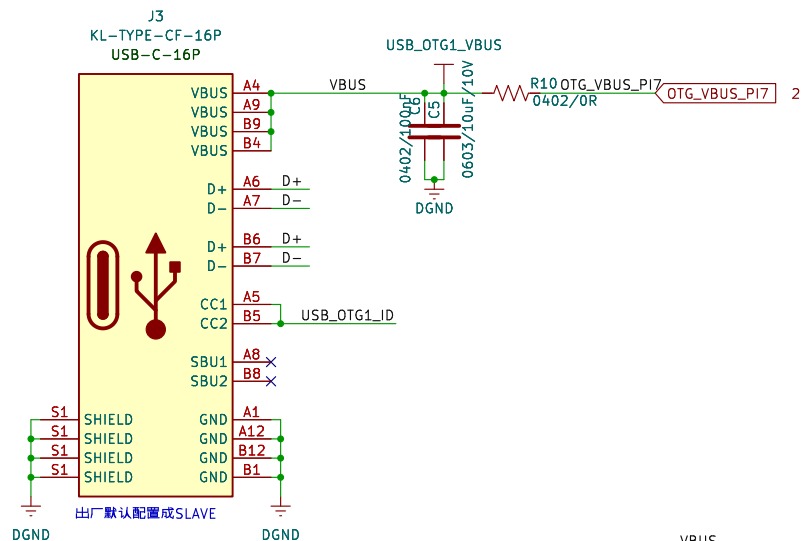 J3
KL-TYPE-CF-16P
USB-C-16P
USB_OTG1_VBUS
VBUS A4 VBUS
VBUS A9
VBUS B9
VBUS B4
C6
0402/100nF
C5
0603/10uF/10V
R10
0402/0R
OTG_VBUS_PI7
OTG_VBUS_PI7 2
DGND
D+ A6 D+
D- A7 D-
D+ B6 D+
D- B7 D-
CC1 A5
CC2 B5 USB_OTG1_ID
SBU1 A8
SBU2 B8
S1 SHIELD GND A1
S1 SHIELD GND A12
S1 SHIELD GND B12
S1 SHIELD GND B1
出厂默认配置成SLAVE
DGND
DGND
VBUS